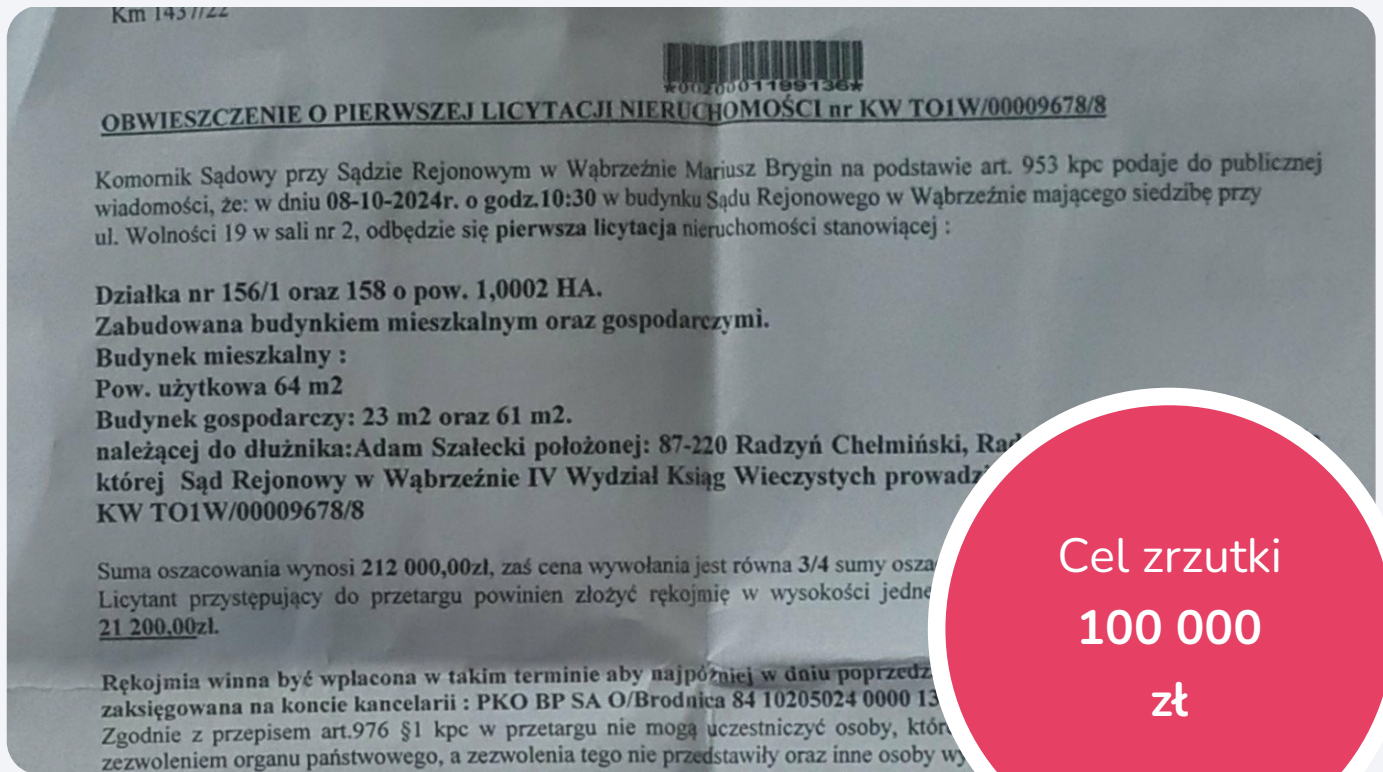 Km 1437/22
*0020001199136*
OBWIESZCZENIE O PIERWSZEJ LICYTACJI NIERUCHOMOŚCI nr KW TO1W/00009678/8
Komornik Sądowy przy Sądzie Rejonowym w Wąbrzeźnie Mariusz Brygin na podstawie art. 953 kpc podaje do publicznej
wiadomości, że: w dniu 08-10-2024r. o godz.10:30 w budynku Sądu Rejonowego w Wąbrzeźnie mającego siedzibę przy
ul. Wolności 19 w sali nr 2, odbędzie się pierwsza licytacja nieruchomości stanowiącej :
Działka nr 156/1 oraz 158 o pow. 1,0002 HA.
Zabudowana budynkiem mieszkalnym oraz gospodarczymi.
Budynek mieszkalny :
Pow. użytkowa 64 m2
Budynek gospodarczy: 23 m2 oraz 61 m2.
należącej do dłużnika:Adam Szałecki położonej: 87-220 Radzyń Chełmiński,
której Sąd Rejonowy w Wąbrzeźnie IV Wydział Ksiąg Wieczystych
KW TO1W/00009678/8
Suma oszacowania wynosi 212 000,00zł, zaś cena wywołania jest równa 3/4 sumy
Licytant przystępujący do przetargu powinien złożyć rękojmię w wysokości
21 200,00zł.
Rękojmia winna być wpłacona w takim terminie aby najpóźniej w dniu
zaksięgowana na koncie kancelarii : PKO BP SA O/Brodnica 84 10205024 0000
Zgodnie z przepisem art.976 §1 kpc w przetargu nie mogą uczestniczyć osoby,
zezwoleniem organu państwowego, a zezwolenia tego nie przedstawiły oraz inne osoby
Cel zrzutki
100 000
zł